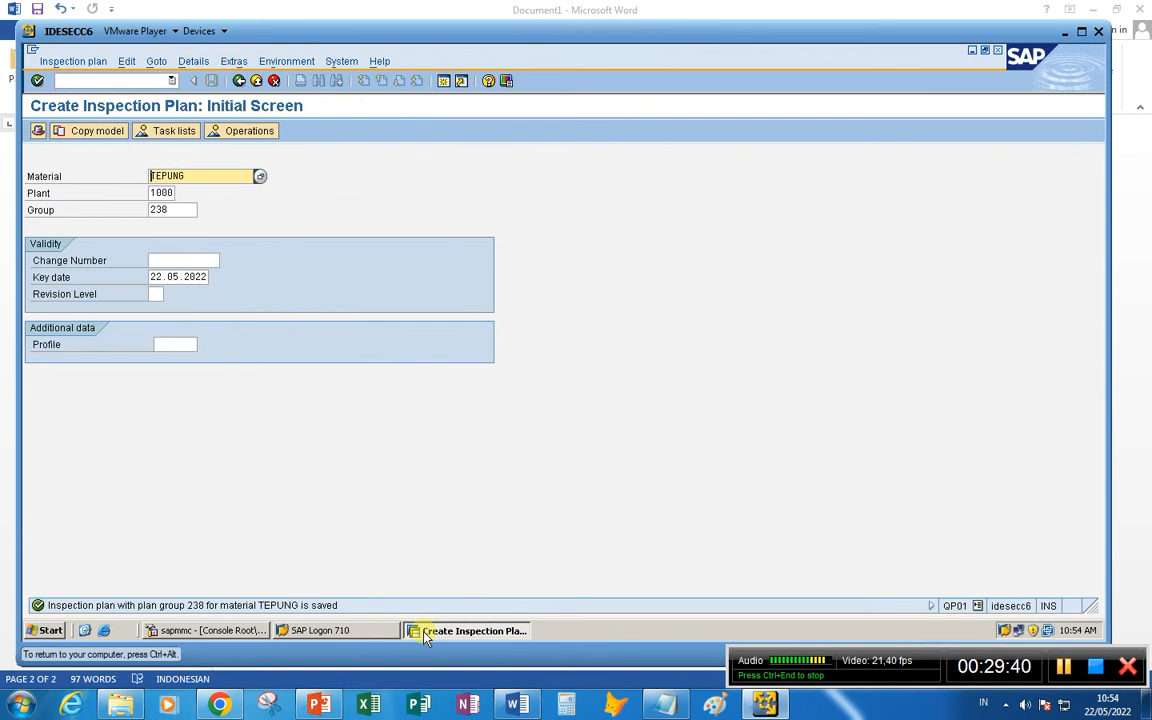 Document1 - Microsoft Word
IDESECC6
VMware Player
Devices
Inspection plan Edit Goto Details Extras Environment System Help
SAP
Create Inspection Plan: Initial Screen
Copy model
Task lists
Operations
Material TEPUNG
Plant 1000
Group 238
Validity
Change Number
Key date 22.05.2022
Revision Level
Additional data
Profile
Inspection plan with plan group 238 for material TEPUNG is saved
QP01
idesecc6
INS
Start
sapmmc - [Console Root\...
SAP Logon 710
Create Inspection Pla...
10:54 AM
To return to your computer, press Ctrl+Alt.
Audio
Video: 21,40 fps
Press Ctrl+End to stop
00:29:40
PAGE 2 OF 2
97 WORDS
INDONESIAN
IN
10:54
22/05/2022